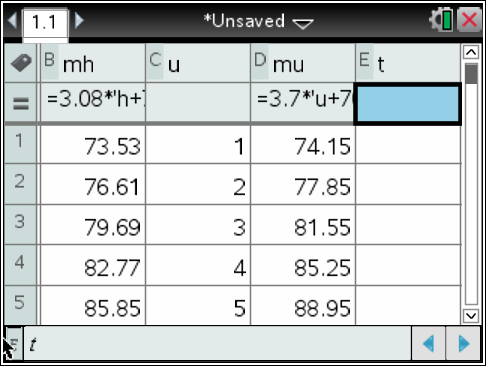 1.1 *Unsaved
B mh C u D mu E t
= =3.08*'h+7 =3.7*'u+7
1 73.53 1 74.15
2 76.61 2 77.85
3 79.69 3 81.55
4 82.77 4 85.25
5 85.85 5 88.95
E t